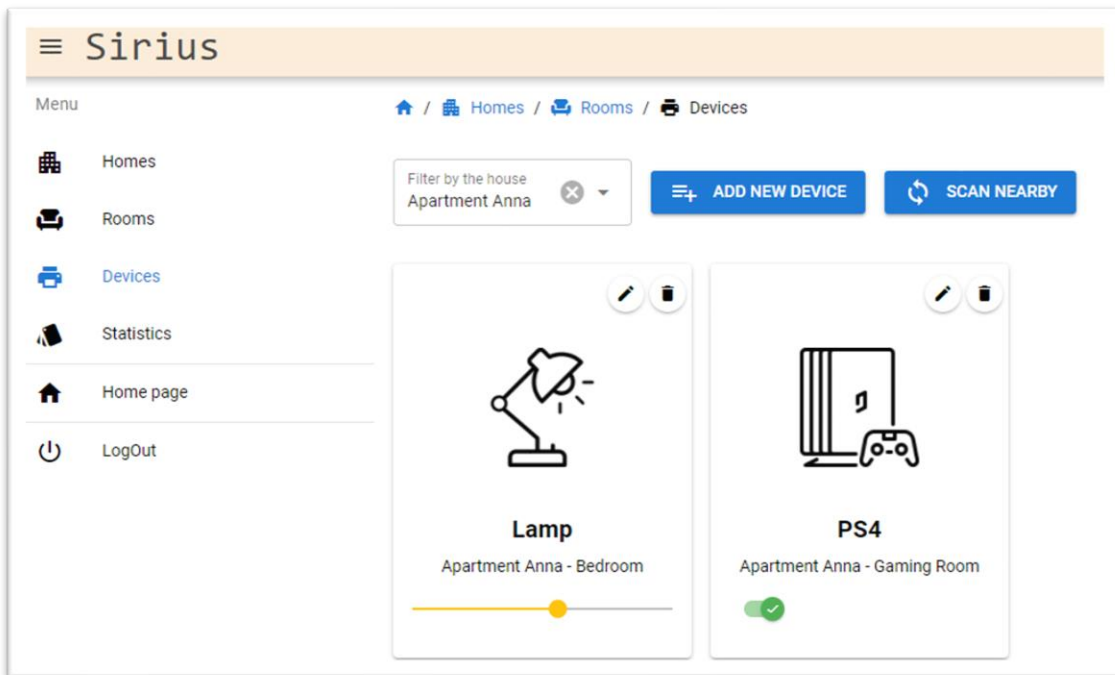 Sirius
Menu
Homes
Rooms
Devices
Statistics
Home page
LogOut
/ Homes / Rooms / Devices
Filter by the house
Apartment Anna
ADD NEW DEVICE
SCAN NEARBY
Lamp
Apartment Anna - Bedroom
PS4
Apartment Anna - Gaming Room